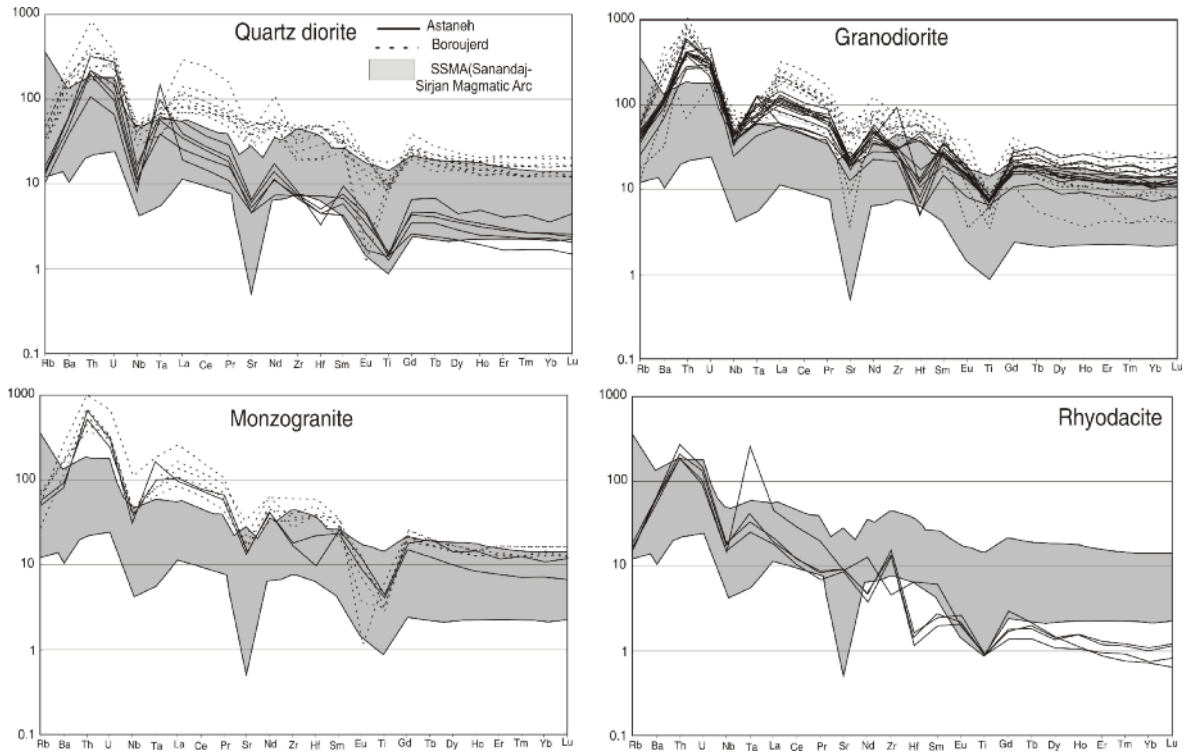 1000
100
10
1
0.1
Quartz diorite
Astaneh
Boroujerd
SSMA(Sanandaj-
Sirjan Magmatic Arc
Rb Ba Th U Nb Ta La Ce Pr Sr Nd Zr Hf Sm Eu Ti Gd Tb Dy Ho Er Tm Yb Lu
1000
100
10
1
0.1
Granodiorite
Rb Ba Th U Nb Ta La Ce Pr Sr Nd Zr Hf Sm Eu Ti Gd Tb Dy Ho Er Tm Yb Lu
1000
100
10
1
0.1
Monzogranite
Rb Ba Th U Nb Ta La Ce Pr Sr Nd Zr Hf Sm Eu Ti Gd Tb Dy Ho Er Tm Yb Lu
1000
100
10
1
0.1
Rhyodacite
Rb Ba Th U Nb Ta La Ce Pr Sr Nd Zr Hf Sm Eu Ti Gd Tb Dy Ho Er Tm Yb Lu